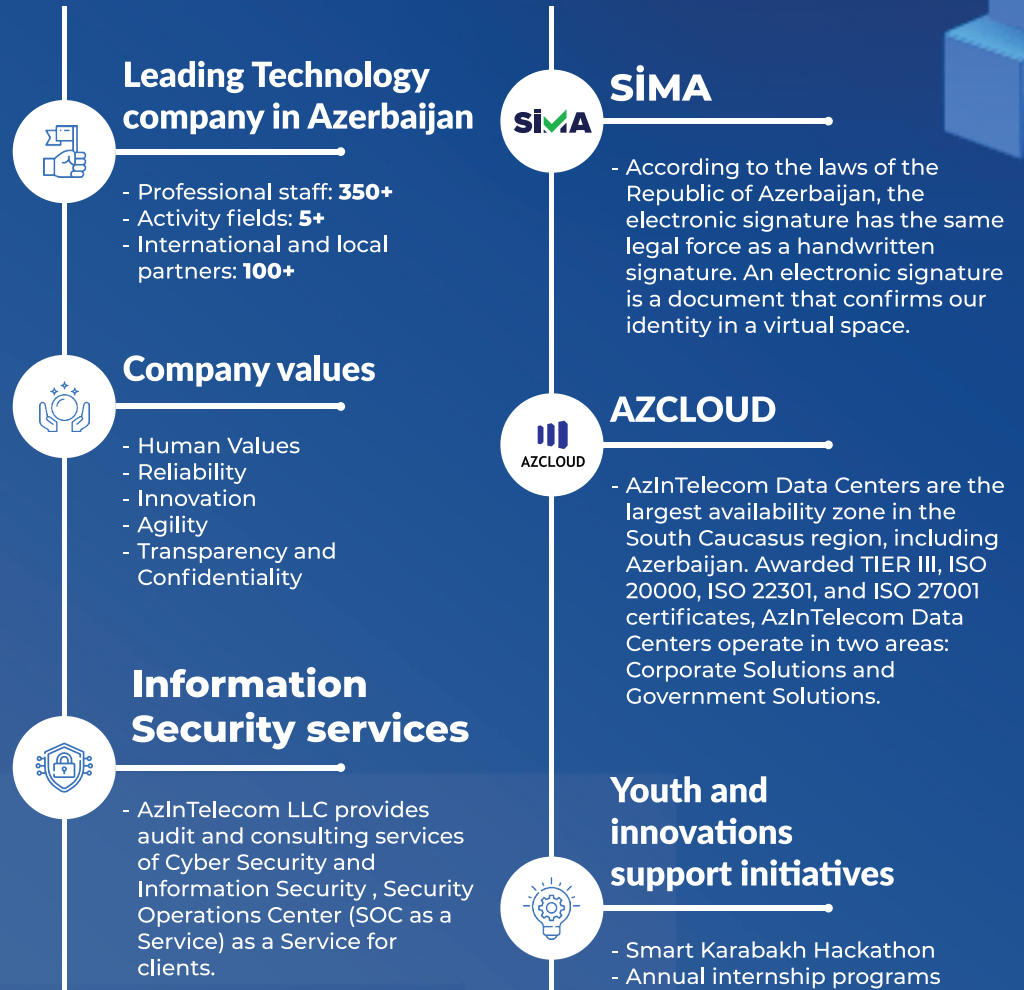 Leading Technology
company in Azerbaijan
- Professional staff: 350+
- Activity fields: 5+
- International and local
partners: 100+
Company values
- Human Values
- Reliability
- Innovation
- Agility
- Transparency and
Confidentiality
Information
Security services
- AzInTelecom LLC provides
audit and consulting services
of Cyber Security and
Information Security , Security
Operations Center (SOC as a
Service) as a Service for
clients.
SİMA
SİMA
- According to the laws of the
Republic of Azerbaijan, the
electronic signature has the same
legal force as a handwritten
signature. An electronic signature
is a document that confirms our
identity in a virtual space.
AZCLOUD
AZCLOUD
- AzInTelecom Data Centers are the
largest availability zone in the
South Caucasus region, including
Azerbaijan. Awarded TIER III, ISO
20000, ISO 22301, and ISO 27001
certificates, AzInTelecom Data
Centers operate in two areas:
Corporate Solutions and
Government Solutions.
Youth and
innovations
support initiatives
- Smart Karabakh Hackathon
- Annual internship programs